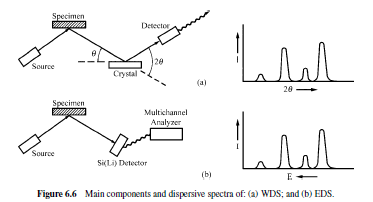 Specimen
Detector
θ
2θ
Source
Crystal
(a)
I
2θ
Specimen
Multichannel
Analyzer
Source
Si(Li) Detector
(b)
I
E
Figure 6.6 Main components and dispersive spectra of: (a) WDS; and (b) EDS.